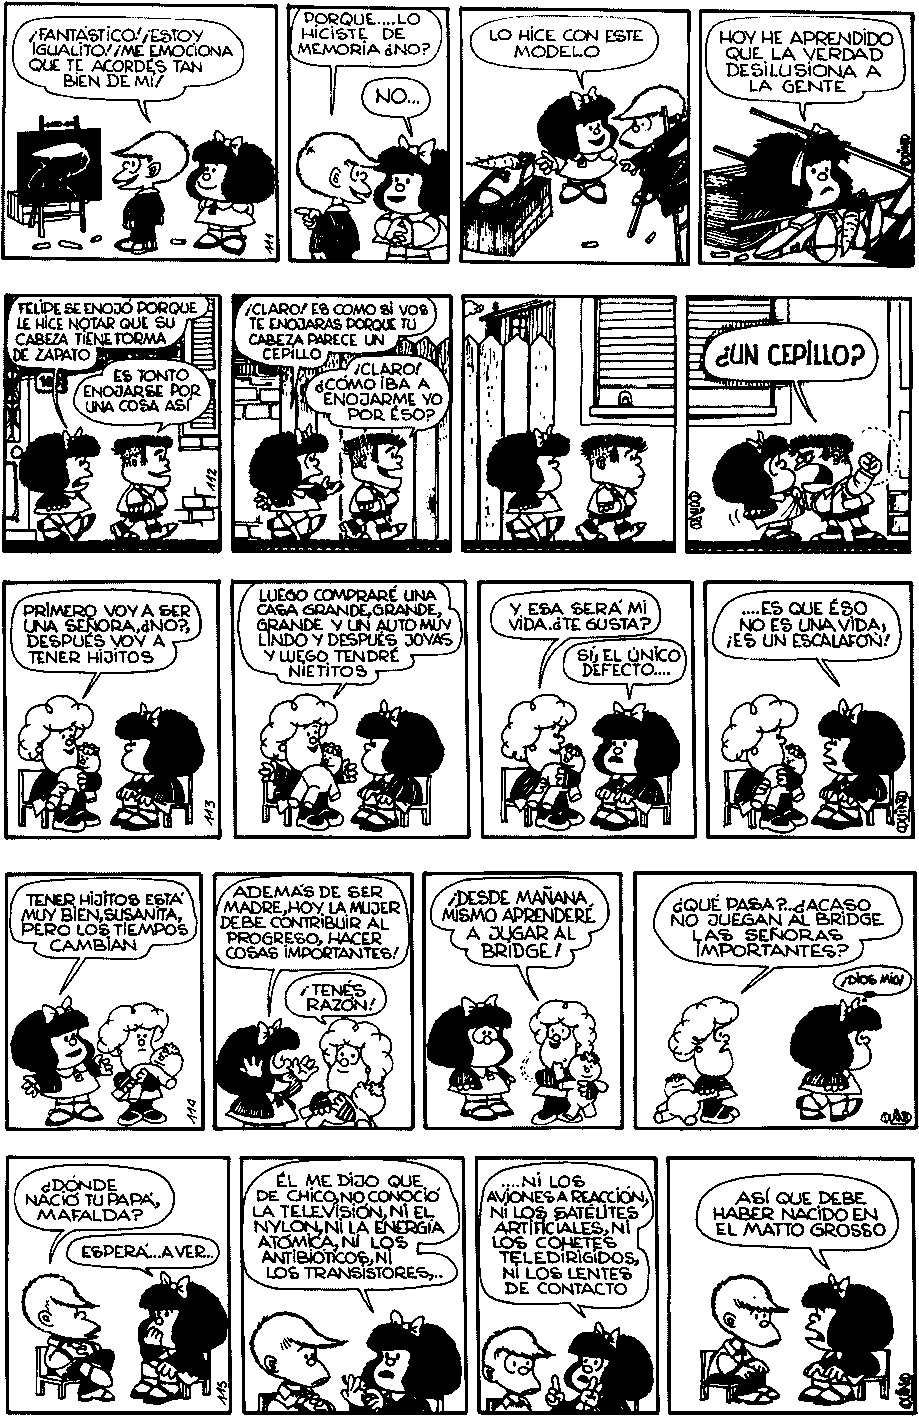 ¡FANTÁSTICO! ¡ESTOY
IGUALITO! ¡ME EMOCIONA
QUE TE ACORDÉS TAN
BIEN DE MÍ!
111
PORQUE....LO
HICISTE DE
MEMORIA ¿NO?
NO...
LO HICE CON ESTE
MODELO
HOY HE APRENDIDO
QUE LA VERDAD
DESILUSIONA A
LA GENTE
QUINO
FELIPE SE ENOJÓ PORQUE
LE HICE NOTAR QUE SU
CABEZA TIENE FORMA
DE ZAPATO
ES TONTO
ENOJARSE POR
UNA COSA ASÍ
112
¡CLARO! ES COMO SI VOS
TE ENOJARAS PORQUE TU
CABEZA PARECE UN
CEPILLO
¡CLARO!
¿CÓMO IBA A
ENOJARME YO
POR ÉSO?
¿UN CEPILLO?
QUINO
PRIMERO VOY A SER
UNA SEÑORA, ¿NO?,
DESPUÉS VOY A
TENER HIJITOS
113
LUEGO COMPRARÉ UNA
CASA GRANDE, GRANDE,
GRANDE Y UN AUTO MUY
LINDO Y DESPUÉS JOYAS
Y LUEGO TENDRÉ
NIETITOS
Y ESA SERÁ MI
VIDA. ¿TE GUSTA?
SÍ, EL ÚNICO
DEFECTO....
....ES QUE ÉSO
NO ES UNA VIDA,
¡ES UN ESCALAFÓN!
QUINO
TENER HIJITOS ESTÁ
MUY BIEN, SUSANITA,
PERO LOS TIEMPOS
CAMBIAN
114
ADEMÁS DE SER
MADRE, HOY LA MUJER
DEBE CONTRIBUIR AL
PROGRESO, HACER
COSAS IMPORTANTES!
¡TENÉS
RAZÓN!
¡DESDE MAÑANA
MISMO APRENDERÉ
A JUGAR AL
BRIDGE!
¿QUÉ PASA?..¿ACASO
NO JUEGAN AL BRIDGE
LAS SEÑORAS
IMPORTANTES?
¡DIOS MÍO!
QUINO
¿DÓNDE
NACIÓ TU PAPÁ,
MAFALDA?
ESPERÁ...A VER...
115
ÉL ME DIJO QUE
DE CHICO, NO CONOCIÓ
LA TELEVISIÓN, NI EL
NYLON, NI LA ENERGÍA
ATÓMICA, NI LOS
ANTIBIÓTICOS, NI
LOS TRANSISTORES,..
....NI LOS
AVIONES A REACCIÓN,
NI LOS SATÉLITES
ARTIFICIALES, NI
LOS COHETES
TELEDIRIGIDOS,
NI LOS LENTES
DE CONTACTO
ASÍ QUE DEBE
HABER NACIDO EN
EL MATTO GROSSO
QUINO